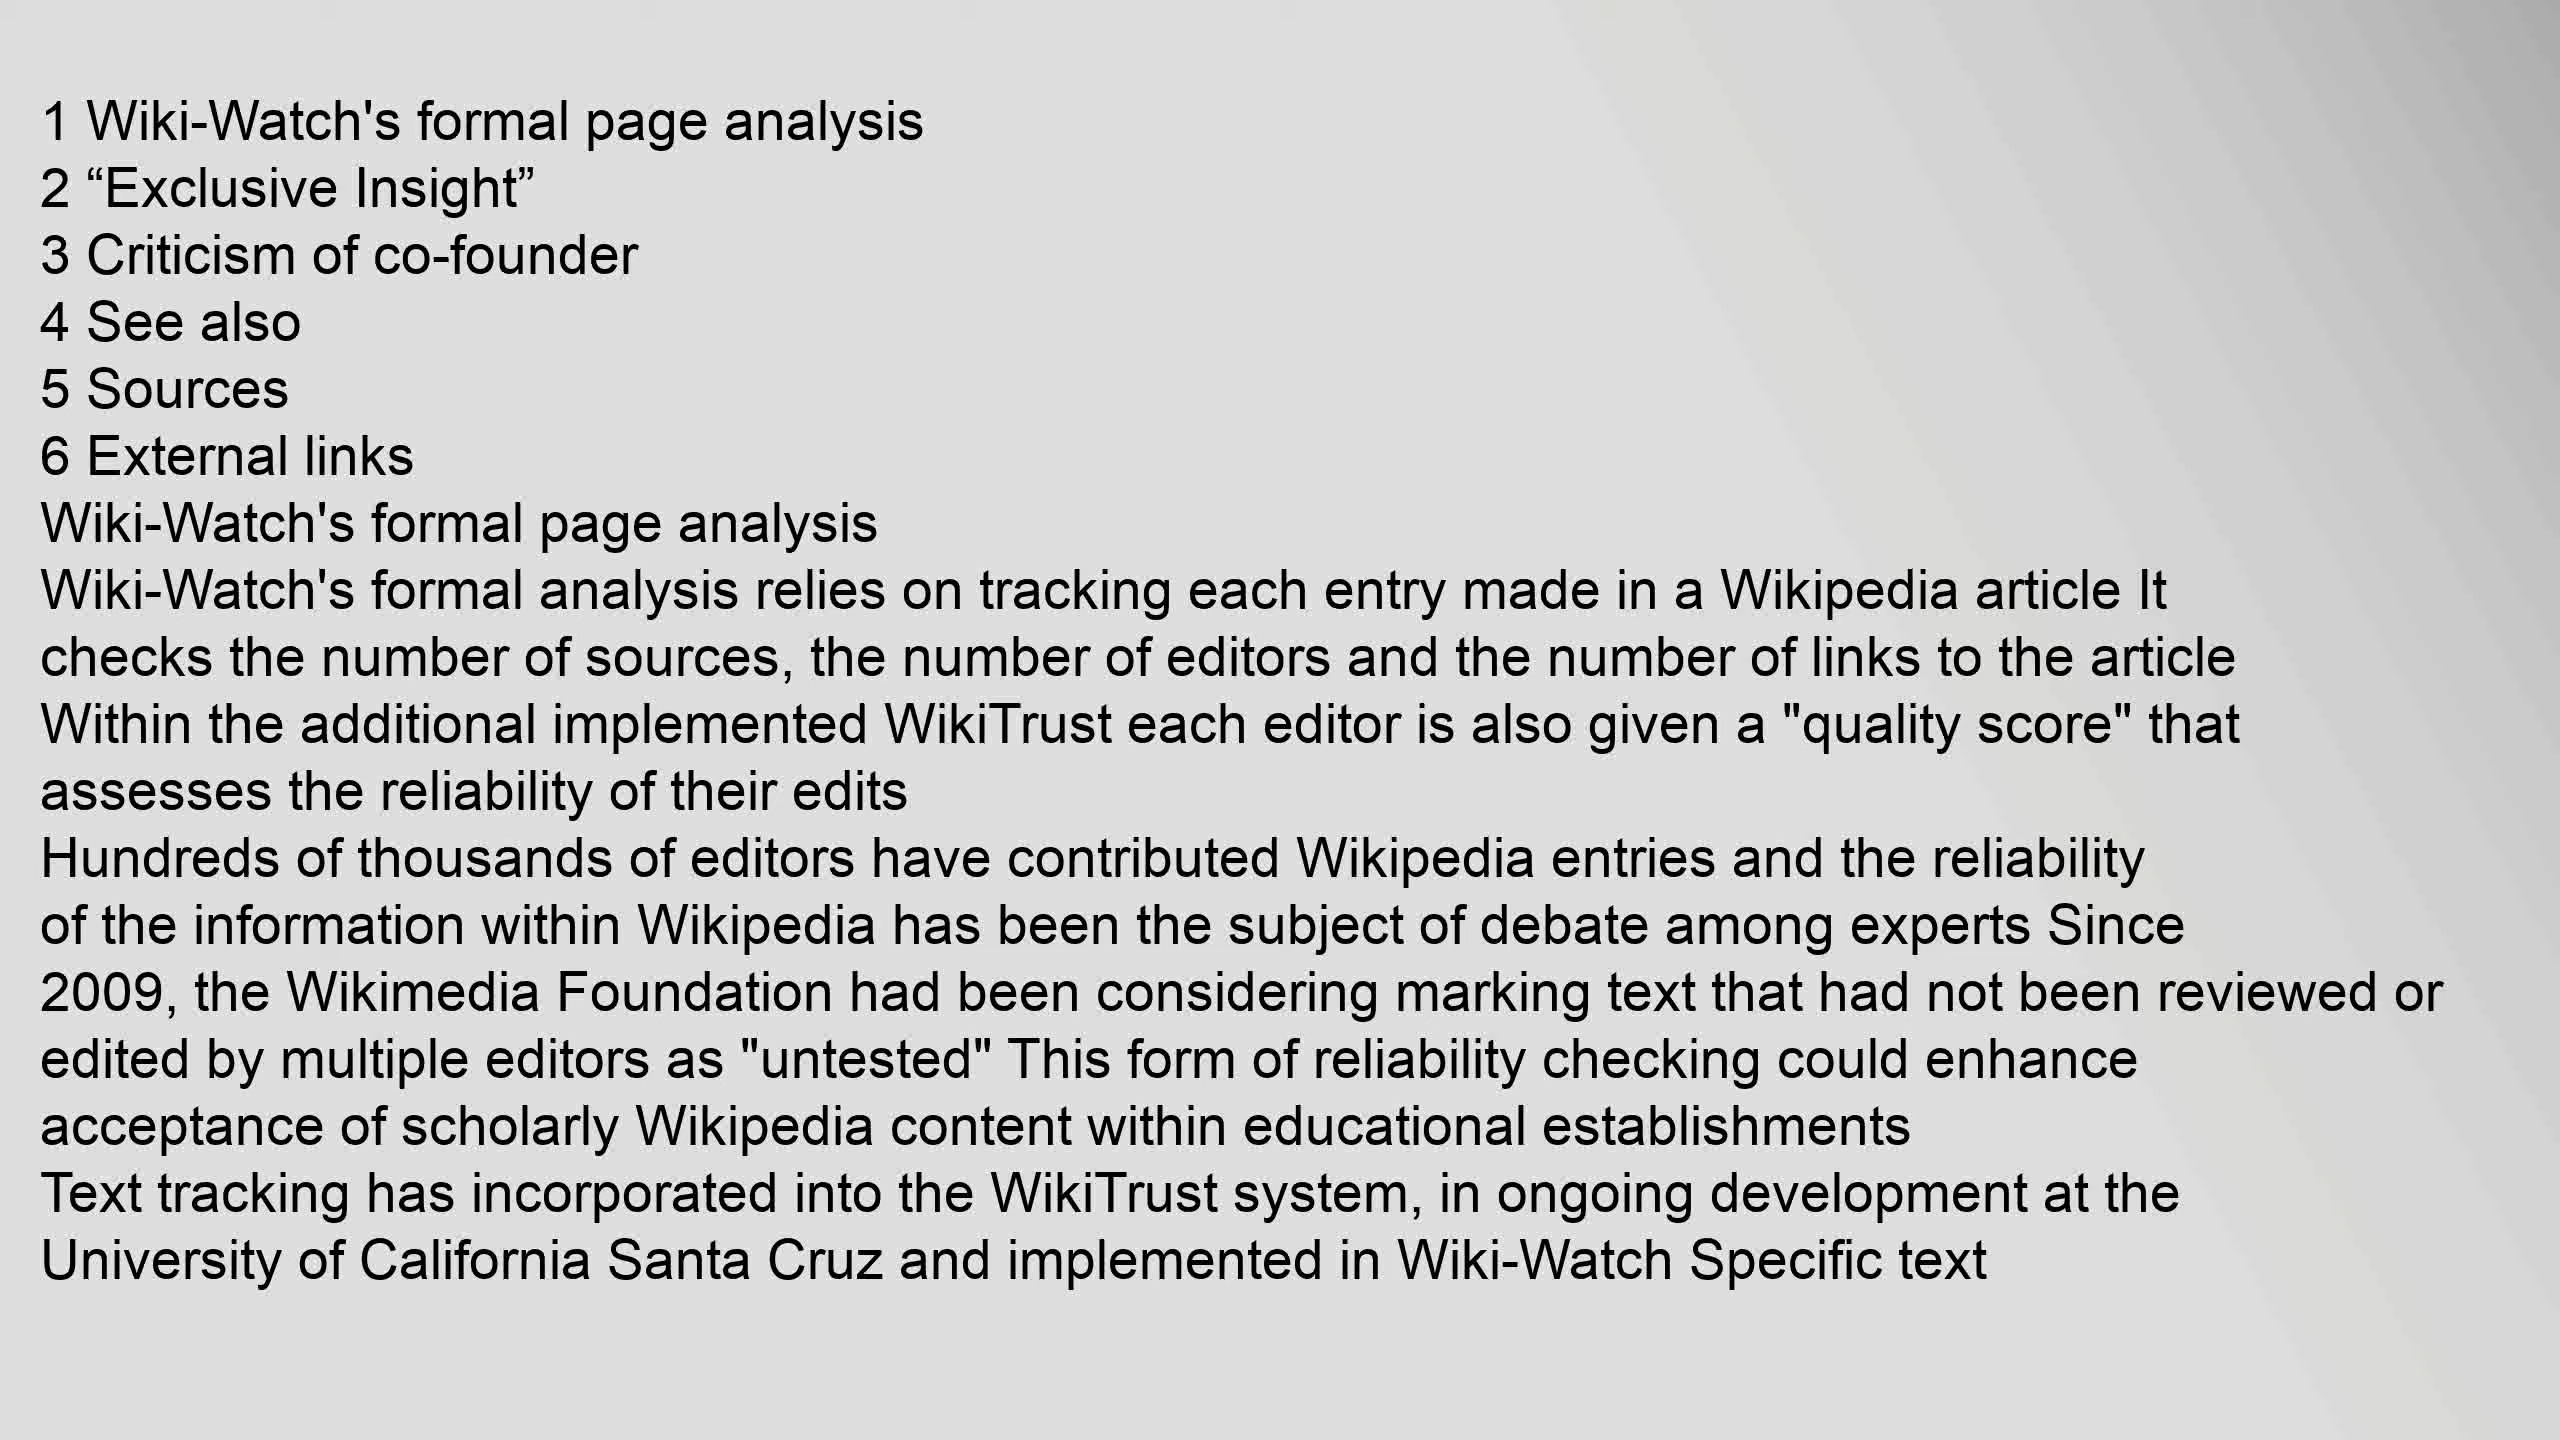 1 Wiki-Watch's formal page analysis
2 “Exclusive Insight”
3 Criticism of co-founder
4 See also
5 Sources
6 External links
Wiki-Watch's formal page analysis
Wiki-Watch's formal analysis relies on tracking each entry made in a Wikipedia article It
checks the number of sources, the number of editors and the number of links to the article
Within the additional implemented WikiTrust each editor is also given a "quality score" that
assesses the reliability of their edits
Hundreds of thousands of editors have contributed Wikipedia entries and the reliability
of the information within Wikipedia has been the subject of debate among experts Since
2009, the Wikimedia Foundation had been considering marking text that had not been reviewed or
edited by multiple editors as "untested" This form of reliability checking could enhance
acceptance of scholarly Wikipedia content within educational establishments
Text tracking has incorporated into the WikiTrust system, in ongoing development at the
University of California Santa Cruz and implemented in Wiki-Watch Specific text